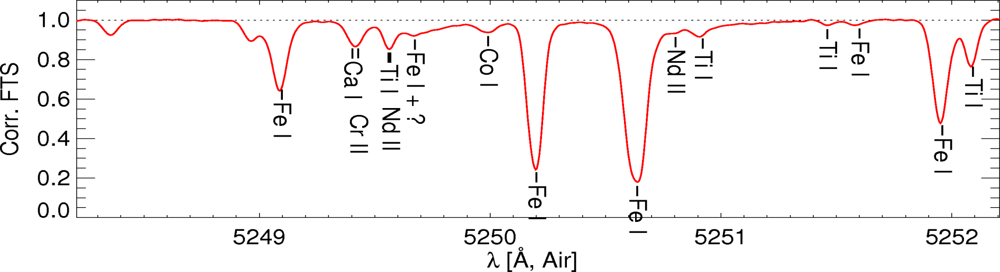 Corr. FTS
1.0
0.8
0.6
0.4
0.2
0.0
Fe I
Ca I Cr II
Ti I Nd II
Fe I + ?
Co I
Fe I
Fe I
Nd II
Ti I
Ti I
Fe I
Fe I
Ti I
5249
5250
5251
5252
λ [Å, Air]